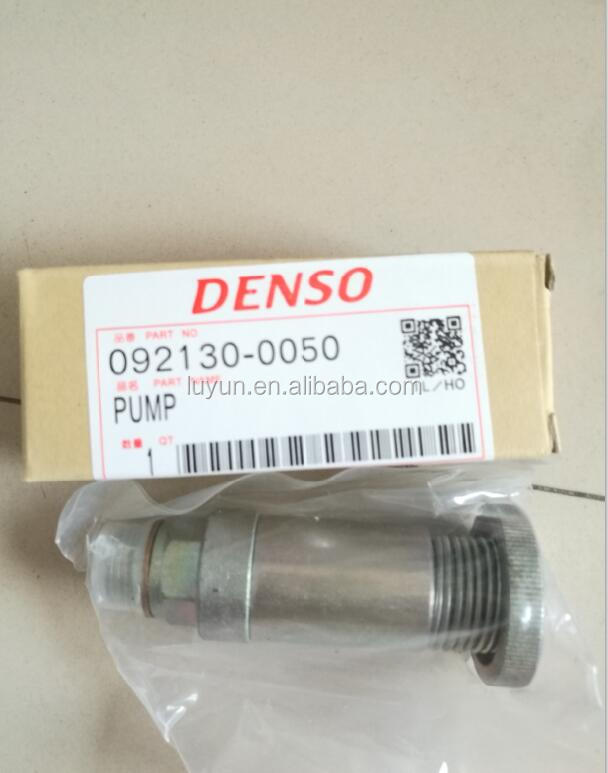 DENSO
品番 PART NO.
092130-0050
品名 PART NAME
luyun.en.alibaba.com
L/HO
PUMP
数量 QT
1